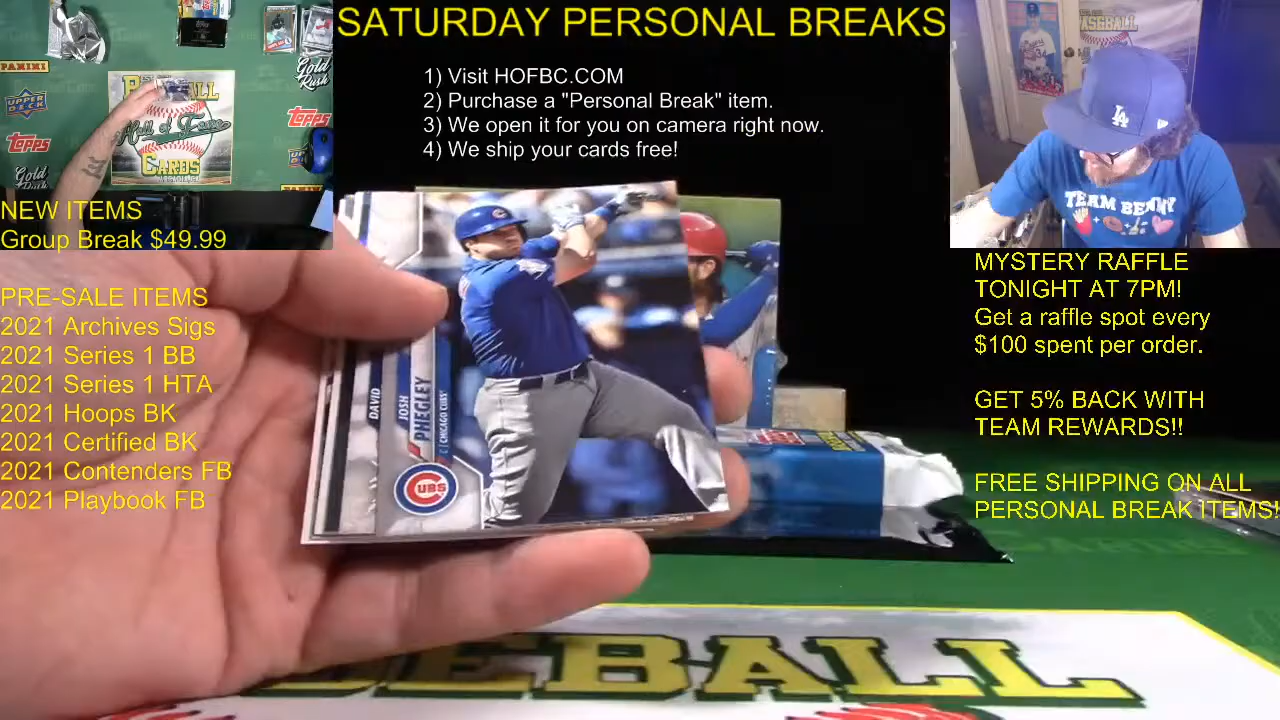 SATURDAY PERSONAL BREAKS
1) Visit HOFBC.COM
2) Purchase a "Personal Break" item.
3) We open it for you on camera right now.
4) We ship your cards free!
PANINI
UPPER DECK
Topps
Gold Rush
BASEBALL
Hall of Fame
CARDS
Gold Rush
Topps
NEW ITEMS
Group Break $49.99
PRE-SALE ITEMS
2021 Archives Sigs
2021 Series 1 BB
2021 Series 1 HTA
2021 Hoops BK
2021 Certified BK
2021 Contenders FB
2021 Playbook FB
BASEBALL
LA
TEAM BENNY
MYSTERY RAFFLE
TONIGHT AT 7PM!
Get a raffle spot every
$100 spent per order.
GET 5% BACK WITH
TEAM REWARDS!!
FREE SHIPPING ON ALL
PERSONAL BREAK ITEMS!
DAVID
JOSH
PHEGLEY
CHICAGO CUBS
CUBS
EBALL